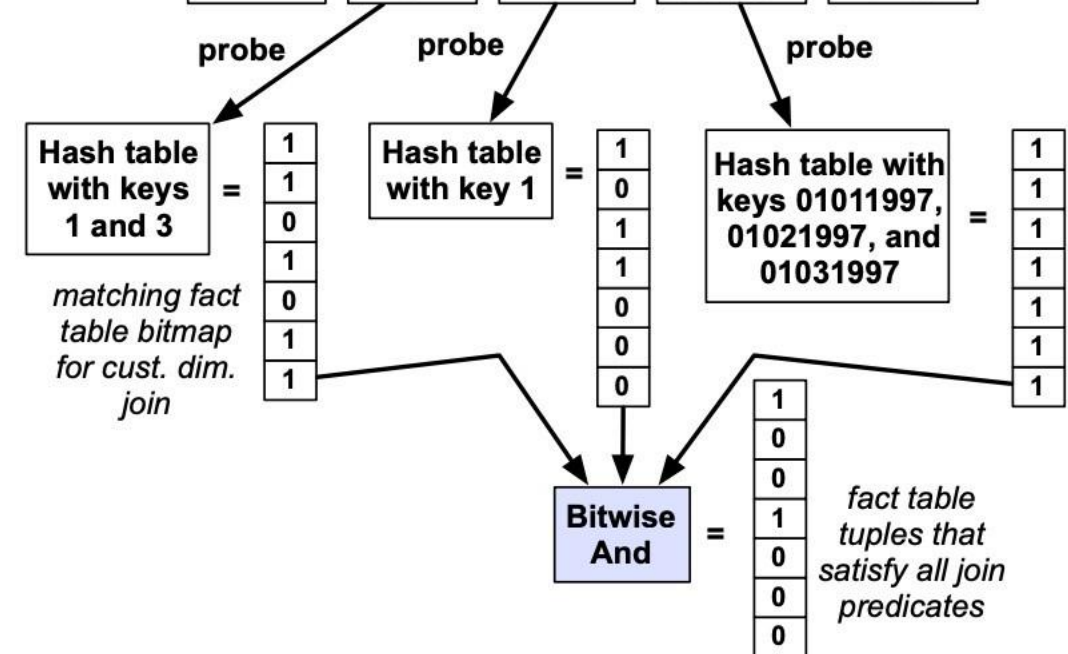 probe
probe
probe
Hash table
with keys
1 and 3
=
1
1
0
1
0
1
1
matching fact
table bitmap
for cust. dim.
join
Hash table
with key 1
=
1
0
1
1
0
0
0
Hash table with
keys 01011997,
01021997, and
01031997
=
1
1
1
1
1
1
1
Bitwise
And
=
1
0
0
1
0
0
0
fact table
tuples that
satisfy all join
predicates